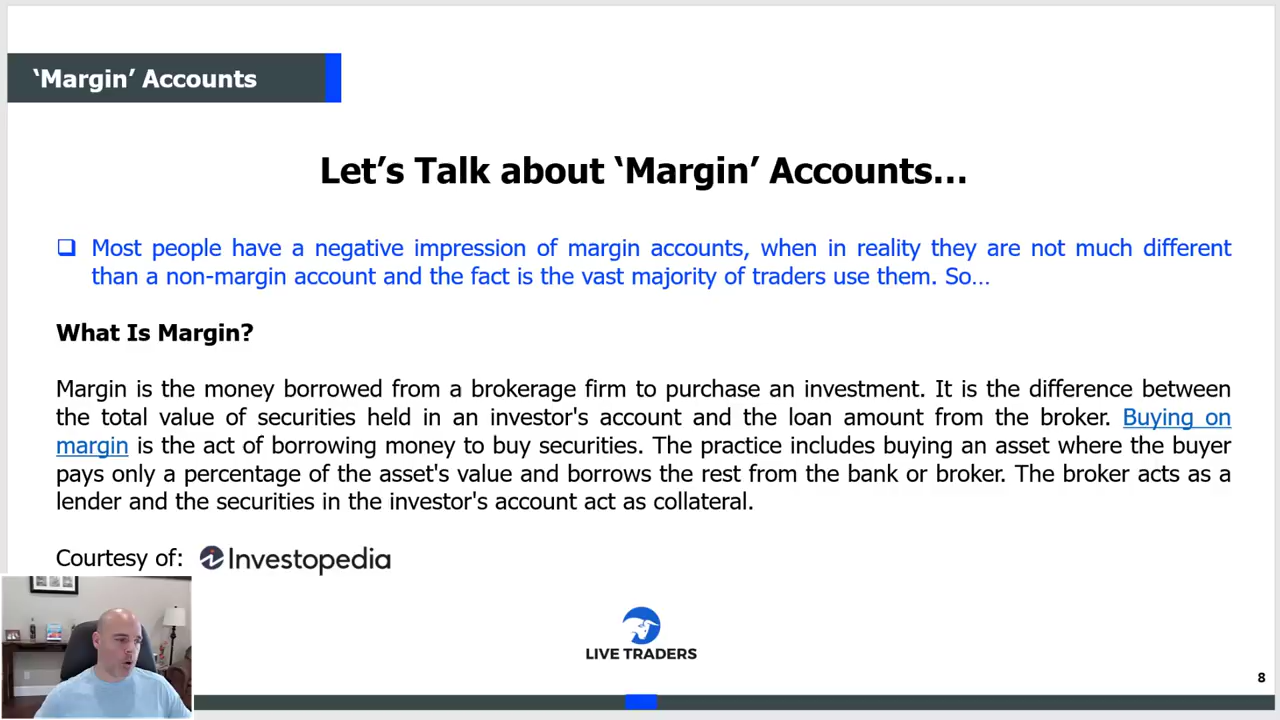 ‘Margin’ Accounts
Let’s Talk about ‘Margin’ Accounts…
Most people have a negative impression of margin accounts, when in reality they are not much different
than a non-margin account and the fact is the vast majority of traders use them. So…
What Is Margin?
Margin is the money borrowed from a brokerage firm to purchase an investment. It is the difference between
the total value of securities held in an investor's account and the loan amount from the broker. Buying on
margin is the act of borrowing money to buy securities. The practice includes buying an asset where the buyer
pays only a percentage of the asset's value and borrows the rest from the bank or broker. The broker acts as a
lender and the securities in the investor's account act as collateral.
Courtesy of: Investopedia
LIVE TRADERS
8